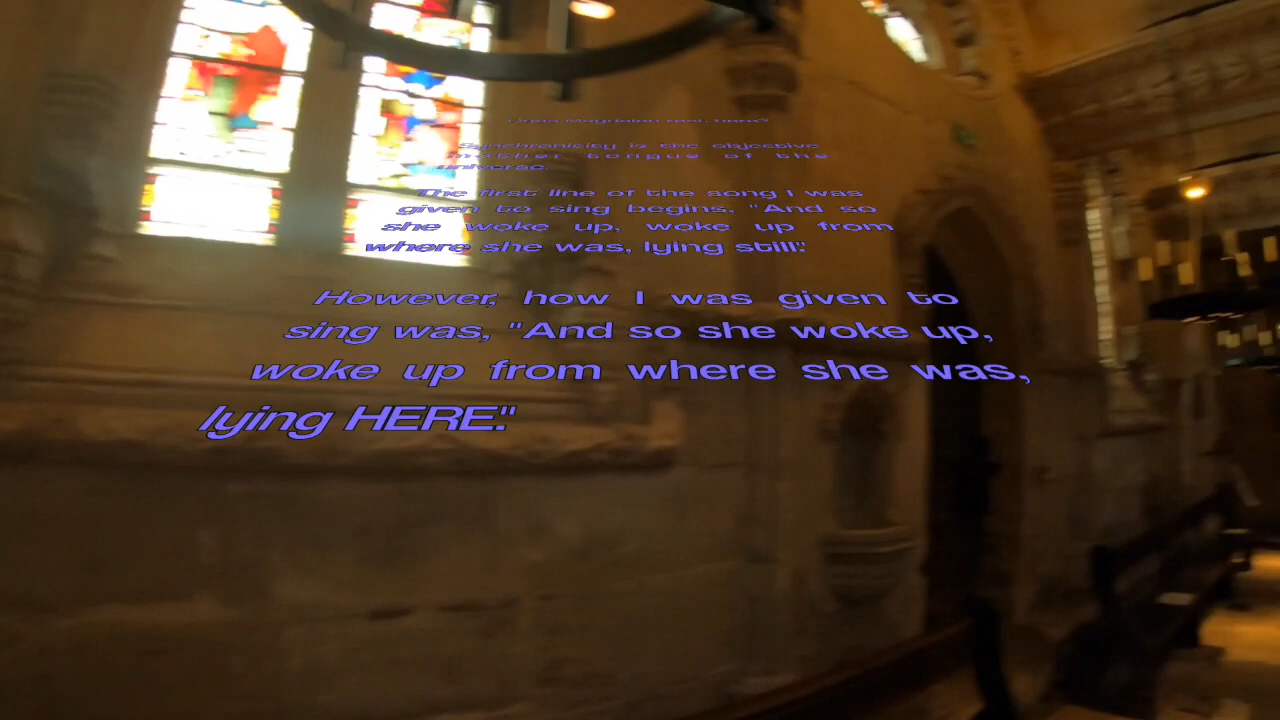 Synchronicity is the objective
mother tongue of the
universe.
The first line of the song I was
given to sing begins, "And so
she woke up, woke up from
where she was, lying still".
However, how I was given to
sing was, "And so she woke up,
woke up from where she was,
lying HERE."